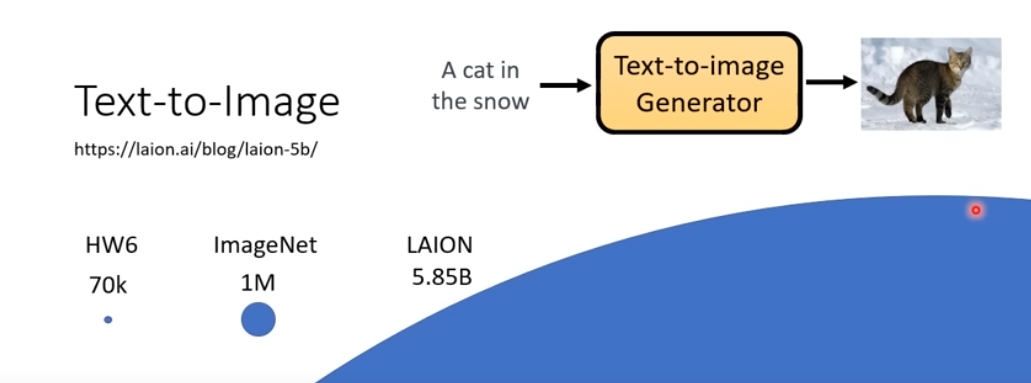 Text-to-Image
https://laion.ai/blog/laion-5b/
A cat in
the snow
Text-to-image
Generator
HW6
70k
ImageNet
1M
LAION
5.85B